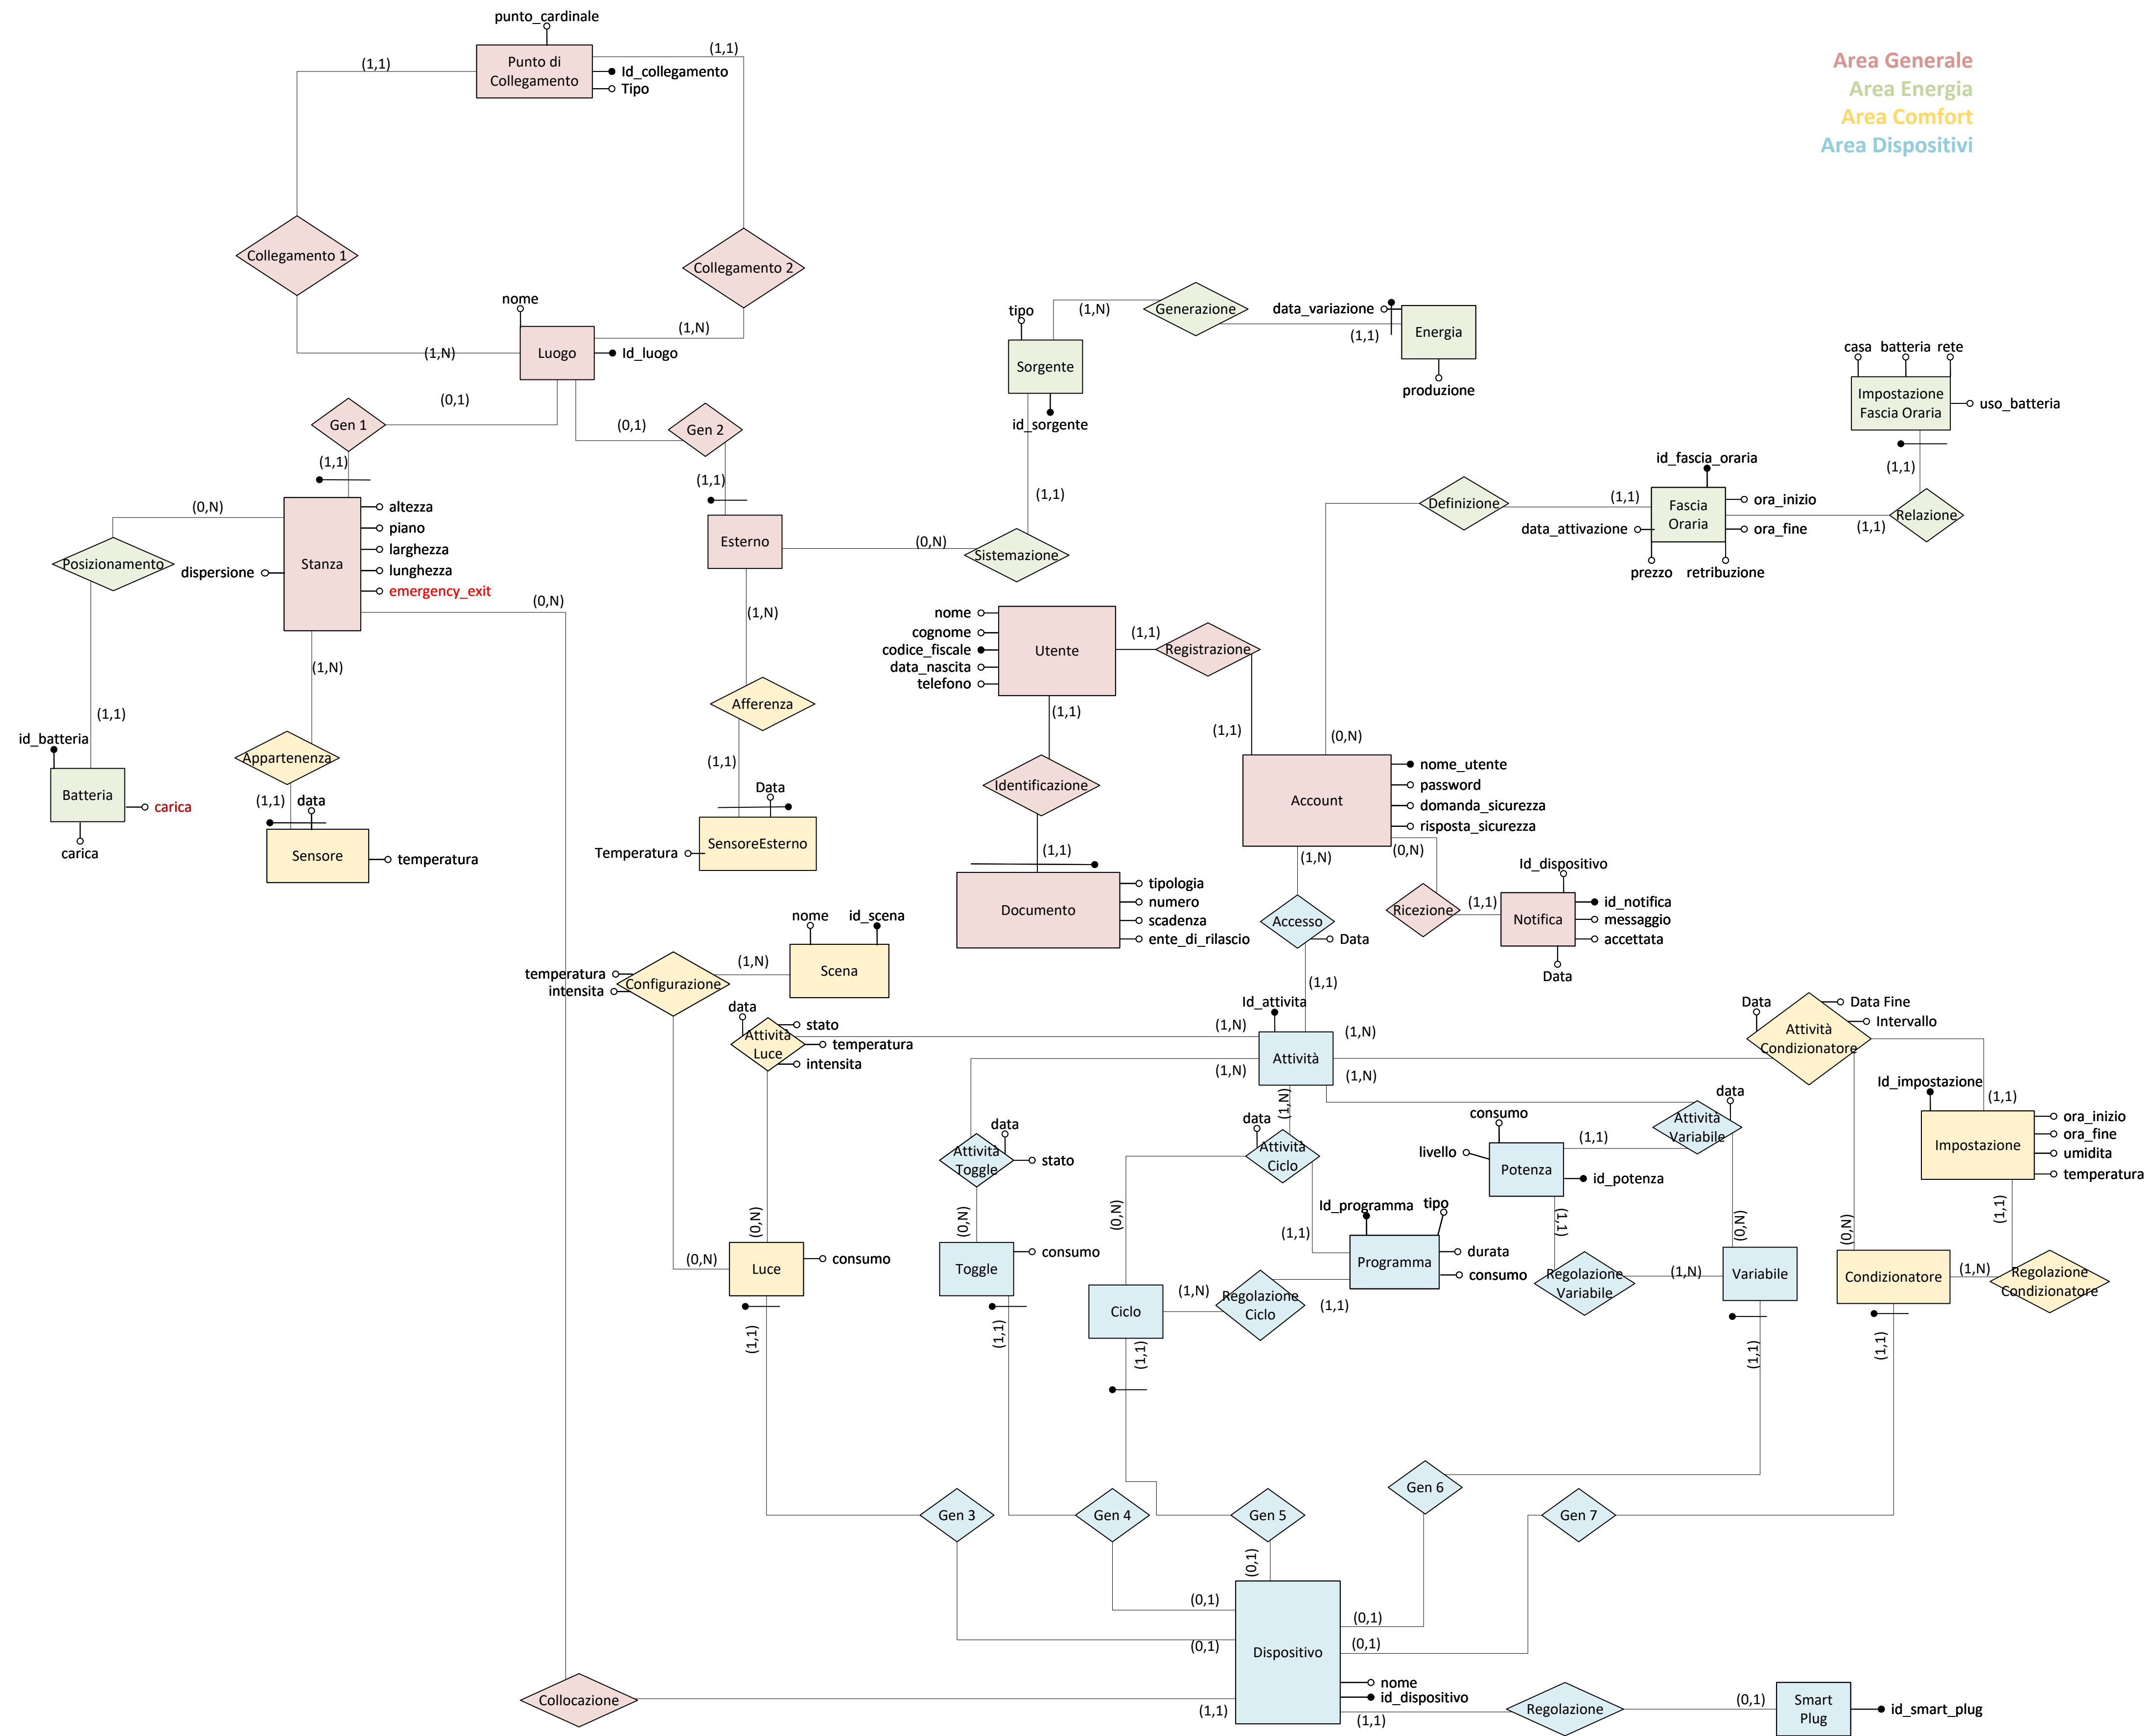 punto_cardinale
(1,1)
(1,1)
Punto di
Collegamento
Id_collegamento
Tipo
Area Generale
Area Energia
Area Comfort
Area Dispositivi
Collegamento 1
Collegamento 2
nome
(1,N)
Luogo
(1,N)
Id_luogo
(0,1)
(0,1)
Gen 1
Gen 2
(1,1)
(1,1)
tipo
(1,N)
Generazione
data_variazione
(1,1)
Energia
produzione
Sorgente
id_sorgente
(1,1)
casa
batteria
rete
Impostazione
Fascia Oraria
uso_batteria
(1,1)
id_fascia_oraria
Definizione
(1,1)
Fascia
Oraria
ora_inizio
ora_fine
data_attivazione
prezzo
retribuzione
(1,1)
Relazione
(0,N)
Posizionamento
dispersione
Stanza
altezza
piano
larghezza
lunghezza
emergency_exit
(0,N)
(1,N)
Esterno
(0,N)
Sistemazione
(1,N)
nome
cognome
codice_fiscale
data_nascita
telefono
Utente
(1,1)
Registrazione
(1,1)
(1,1)
(0,N)
(1,1)
id_batteria
Batteria
carica
carica
Appartenenza
(1,1)
data
Sensore
temperatura
Afferenza
(1,1)
Data
Temperatura
SensoreEsterno
Identificazione
(1,1)
Documento
tipologia
numero
scadenza
ente_di_rilascio
Account
nome_utente
password
domanda_sicurezza
risposta_sicurezza
(1,N)
(0,N)
Accesso
Data
(1,1)
Ricezione
(1,1)
Id_dispositivo
Notifica
id_notifica
messaggio
accettata
Data
nome
id_scena
Scena
(1,N)
temperatura
intensita
Configurazione
data
Attività
Luce
stato
temperatura
intensita
Id_attivita
(1,N)
(1,N)
Attività
(1,N)
(1,N)
(1,N)
Data
Data Fine
Intervallo
Attività
Condizionatore
Id_impostazione
(1,1)
Impostazione
ora_inizio
ora_fine
umidita
temperatura
(1,1)
data
Attività
Toggle
stato
data
Attività
Ciclo
consumo
livello
Potenza
id_potenza
(1,1)
(1,1)
data
Attività
Variabile
(0,N)
(0,N)
(0,N)
(0,N)
(0,N)
(0,N)
Luce
consumo
Toggle
consumo
Id_programma
tipo
(1,1)
Programma
durata
consumo
Ciclo
(1,N)
Regolazione
Ciclo
(1,1)
Regolazione
Variabile
(1,N)
Variabile
Condizionatore
(1,N)
Regolazione
Condizionatore
(1,1)
(1,1)
(1,1)
(1,1)
(1,1)
Gen 3
Gen 4
Gen 5
Gen 6
Gen 7
(0,1)
(0,1)
(0,1)
(0,1)
(0,1)
Dispositivo
nome
id_dispositivo
Collocazione
(1,1)
(1,1)
Regolazione
(0,1)
Smart
Plug
id_smart_plug